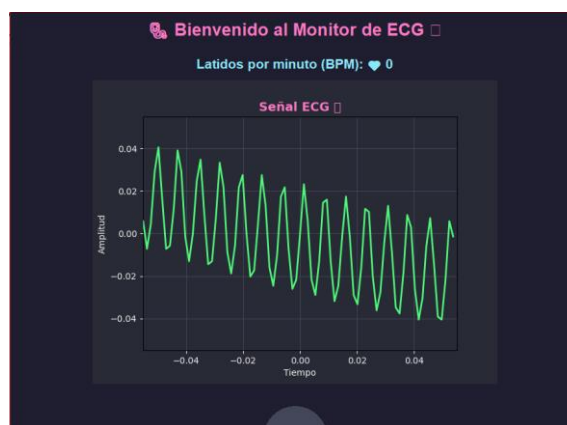 Bienvenido al Monitor de ECG
Latidos por minuto (BPM): 0
Señal ECG
Amplitud
0.04
0.02
0.00
−0.02
−0.04
−0.04
−0.02
0.00
0.02
0.04
Tiempo